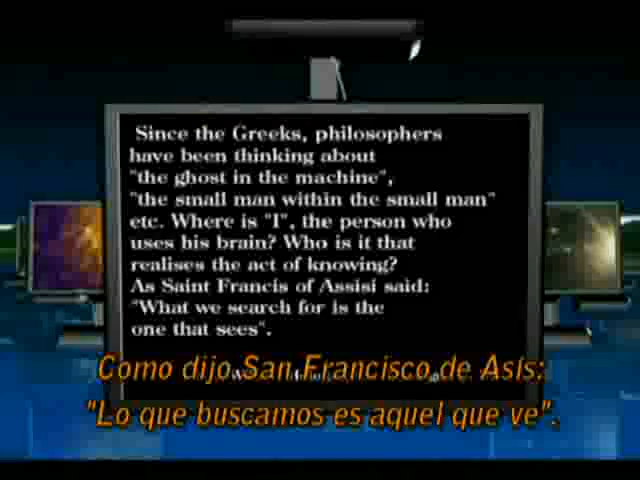 Since the Greeks, philosophers
have been thinking about
"the ghost in the machine",
"the small man within the small man"
etc. Where is "I", the person who
uses his brain? Who is it that
realises the act of knowing?
As Saint Francis of Assisi said:
"What we search for is the
one that sees".
Como dijo San Francisco de Asís:
"Lo que buscamos es aquel que ve".